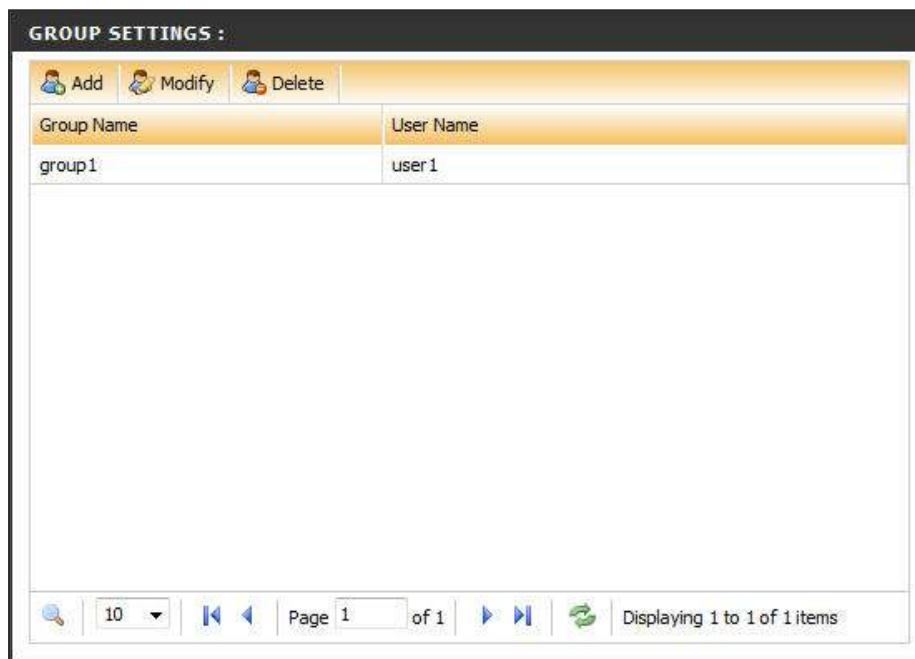 GROUP SETTINGS :
Add Modify Delete
Group Name User Name
group1 user1
10 Page 1 of 1 Displaying 1 to 1 of 1 items